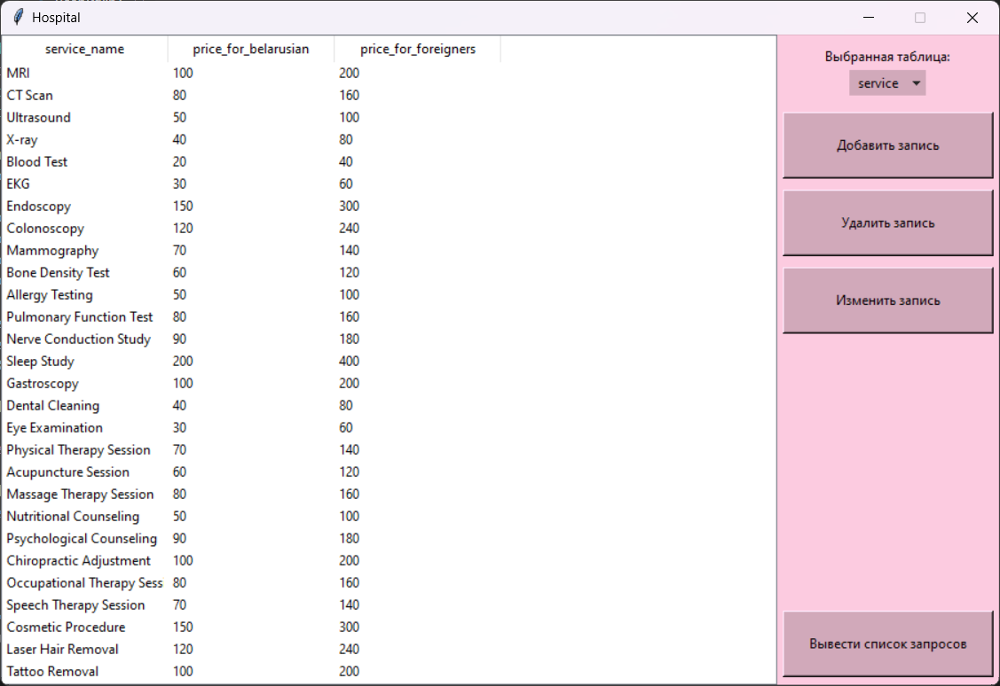 Hospital
service_name price_for_belarusian price_for_foreigners
MRI 100 200
CT Scan 80 160
Ultrasound 50 100
X-ray 40 80
Blood Test 20 40
EKG 30 60
Endoscopy 150 300
Colonoscopy 120 240
Mammography 70 140
Bone Density Test 60 120
Allergy Testing 50 100
Pulmonary Function Test 80 160
Nerve Conduction Study 90 180
Sleep Study 200 400
Gastroscopy 100 200
Dental Cleaning 40 80
Eye Examination 30 60
Physical Therapy Session 70 140
Acupuncture Session 60 120
Massage Therapy Session 80 160
Nutritional Counseling 50 100
Psychological Counseling 90 180
Chiropractic Adjustment 100 200
Occupational Therapy Sess 80 160
Speech Therapy Session 70 140
Cosmetic Procedure 150 300
Laser Hair Removal 120 240
Tattoo Removal 100 200
Выбранная таблица:
service
Добавить запись
Удалить запись
Изменить запись
Вывести список запросов